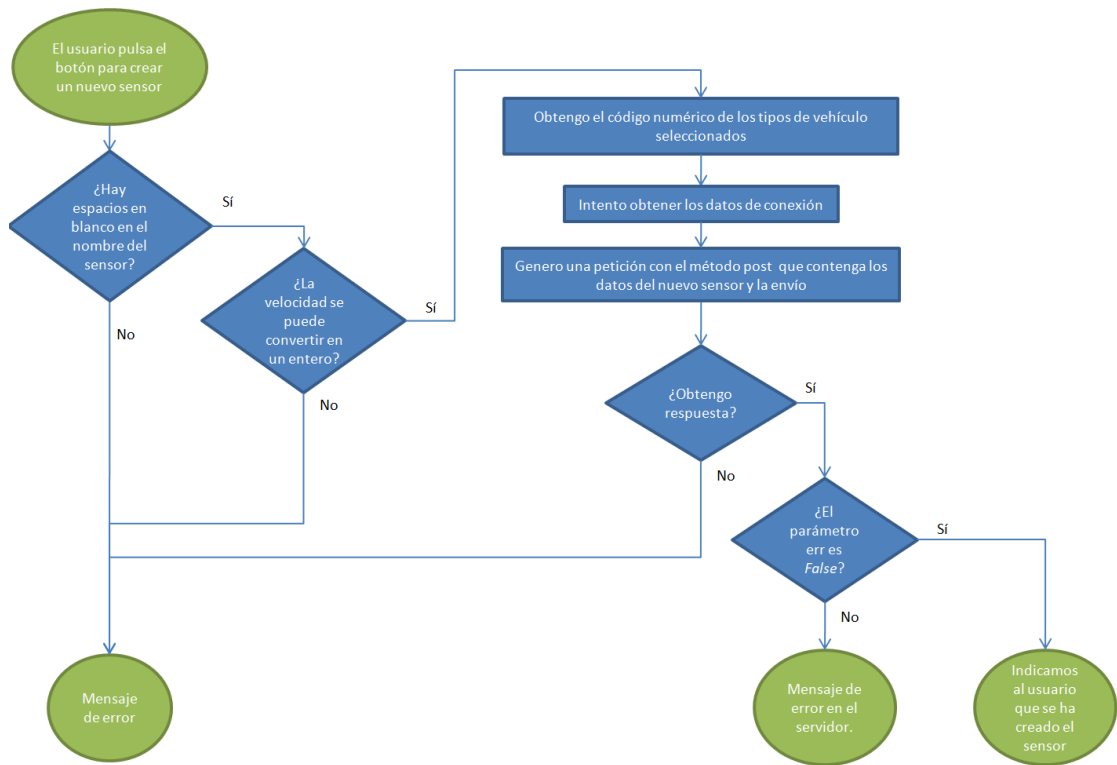 El usuario pulsa el
botón para crear
un nuevo sensor
¿Hay
espacios en
blanco en el
nombre del
sensor?
Sí
No
¿La
velocidad se
puede
convertir en
un entero?
Sí
No
Obtengo el código numérico de los tipos de vehículo
seleccionados
Intento obtener los datos de conexión
Genero una petición con el método post que contenga los
datos del nuevo sensor y la envío
¿Obtengo
respuesta?
Sí
No
¿El
parámetro
err es
False?
Sí
No
Mensaje
de error
Mensaje de
error en el
servidor.
Indicamos
al usuario
que se ha
creado el
sensor